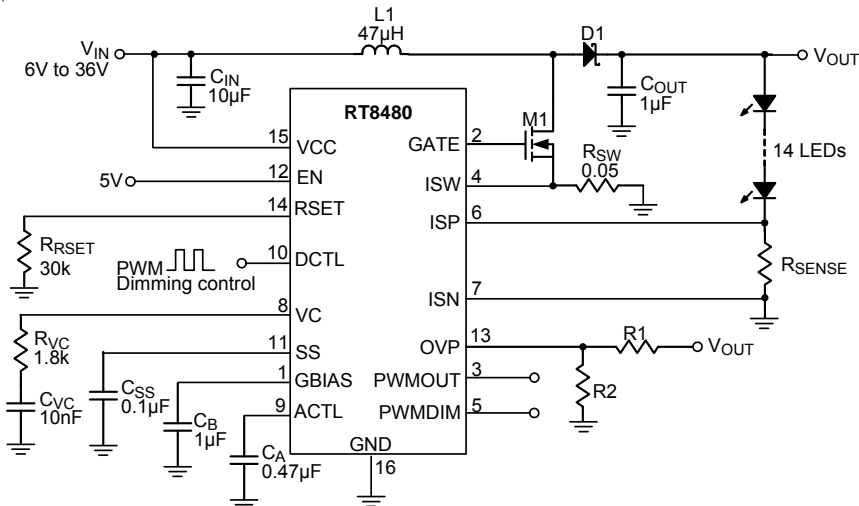 L1
47µH
D1
VIN
6V to 36V
VOUT
CIN
10µF
COUT
1µF
RT8480
M1
14 LEDs
15
VCC
GATE
2
RSW
0.05
5V
12
EN
ISW
4
14
RSET
ISP
6
RRSET
30k
PWM
Dimming control
10
DCTL
RSENSE
8
VC
ISN
7
RVC
1.8k
11
SS
OVP
13
R1
VOUT
CVC
10nF
CSS
0.1µF
1
GBIAS
PWMOUT
3
R2
CB
1µF
9
ACTL
PWMDIM
5
CA
0.47µF
GND
16